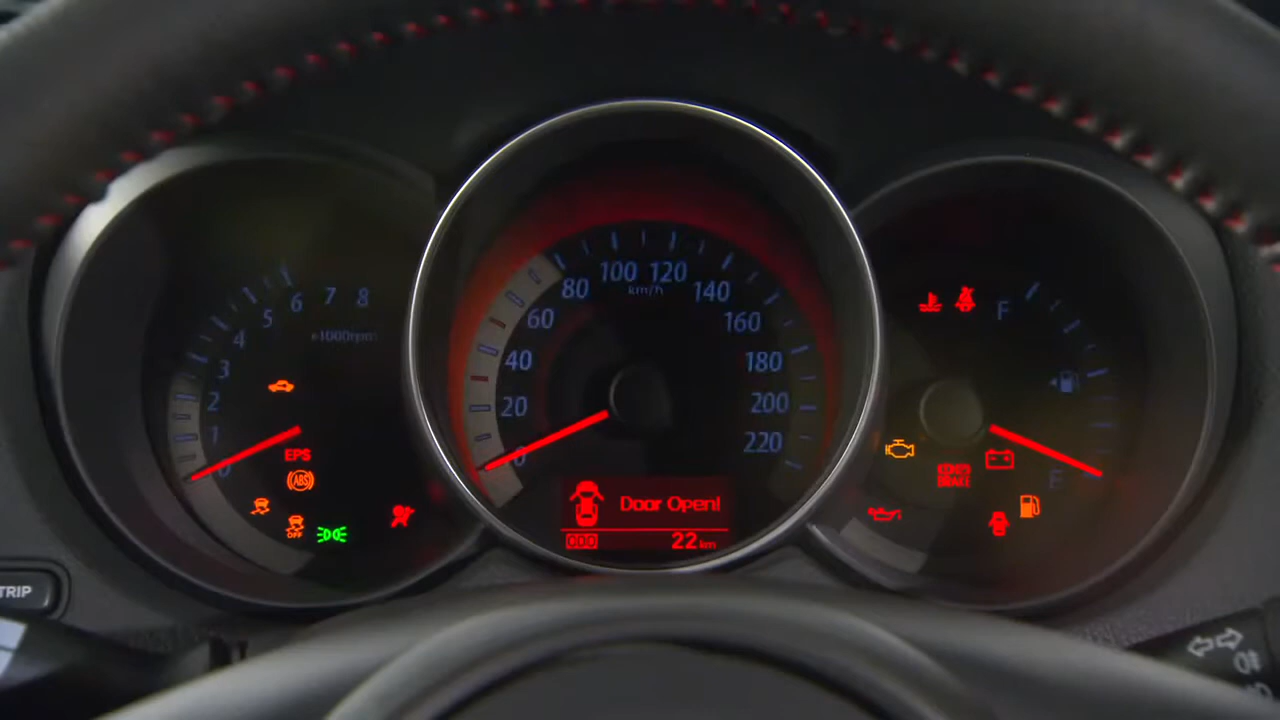 100 120
80 140
km/h
6 7 8
5
60 160
4
x1000rpm
F
3
40 180
2
20 200
1
220
0
0
EPS
ABS
E
BRAKE
Door Open!
OFF
ODO 22 km
TRIP